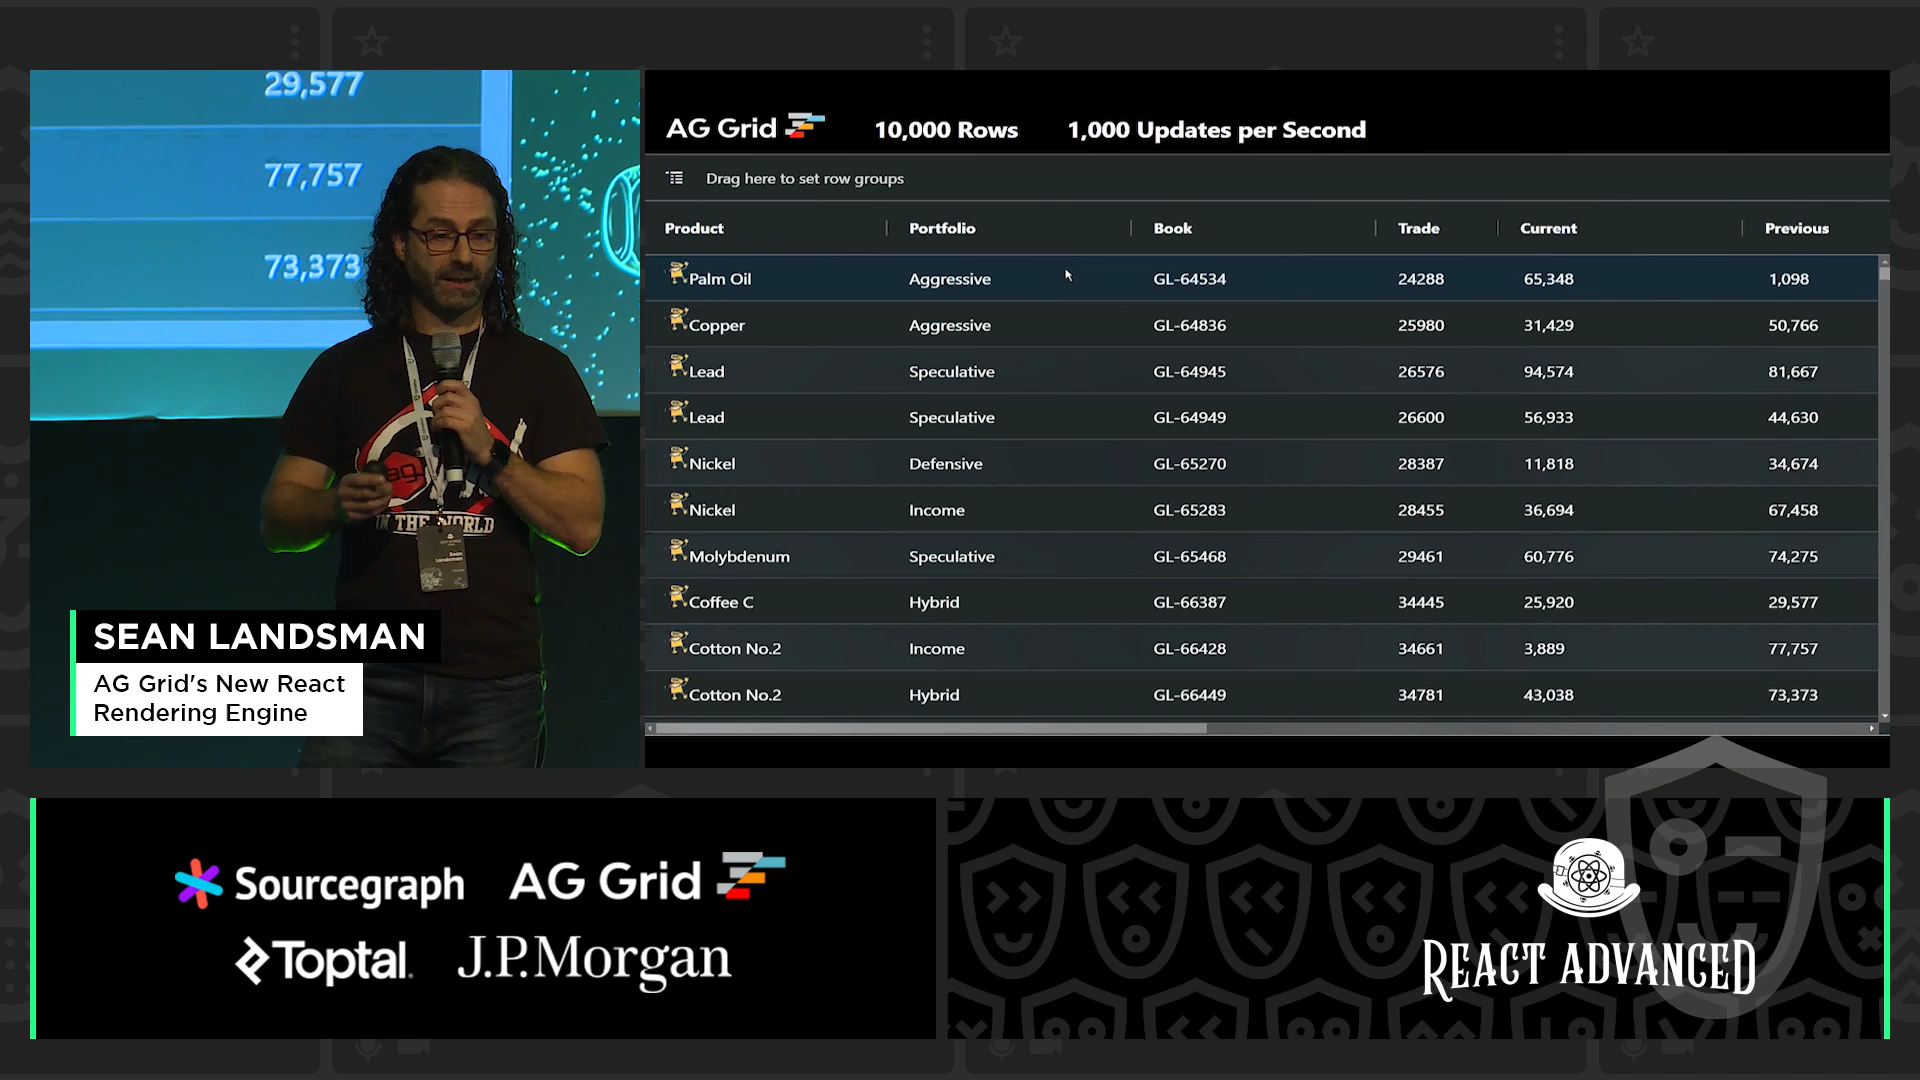 29,577
77,757
73,373
IN THE WORLD
Sean
Landsman
SEAN LANDSMAN
AG Grid's New React
Rendering Engine
AG Grid
10,000 Rows
1,000 Updates per Second
Drag here to set row groups
Product Portfolio Book Trade Current Previous
Palm Oil Aggressive GL-64534 24288 65,348 1,098
Copper Aggressive GL-64836 25980 31,429 50,766
Lead Speculative GL-64945 26576 94,574 81,667
Lead Speculative GL-64949 26600 56,933 44,630
Nickel Defensive GL-65270 28387 11,818 34,674
Nickel Income GL-65283 28455 36,694 67,458
Molybdenum Speculative GL-65468 29461 60,776 74,275
Coffee C Hybrid GL-66387 34445 25,920 29,577
Cotton No.2 Income GL-66428 34661 3,889 77,757
Cotton No.2 Hybrid GL-66449 34781 43,038 73,373
Sourcegraph
AG Grid
Toptal.
J.P.Morgan
REACT ADVANCED